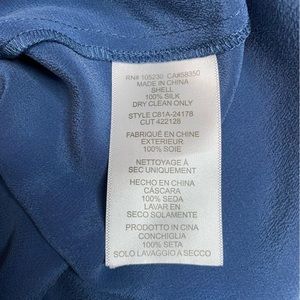 RN# 105230 CA#58350
MADE IN CHINA
SHELL
100% SILK
DRY CLEAN ONLY
STYLE C81A-24178
CUT 422128
FABRIQUÉ EN CHINE
EXTERIEUR
100% SOIE
NETTOYAGE À
SEC UNIQUEMENT
HECHO EN CHINA
CÁSCARA
100% SEDA
LAVAR EN
SECO SOLAMENTE
PRODOTTO IN CINA
CONCHIGLIA
100% SETA
SOLO LAVAGGIO A SECCO